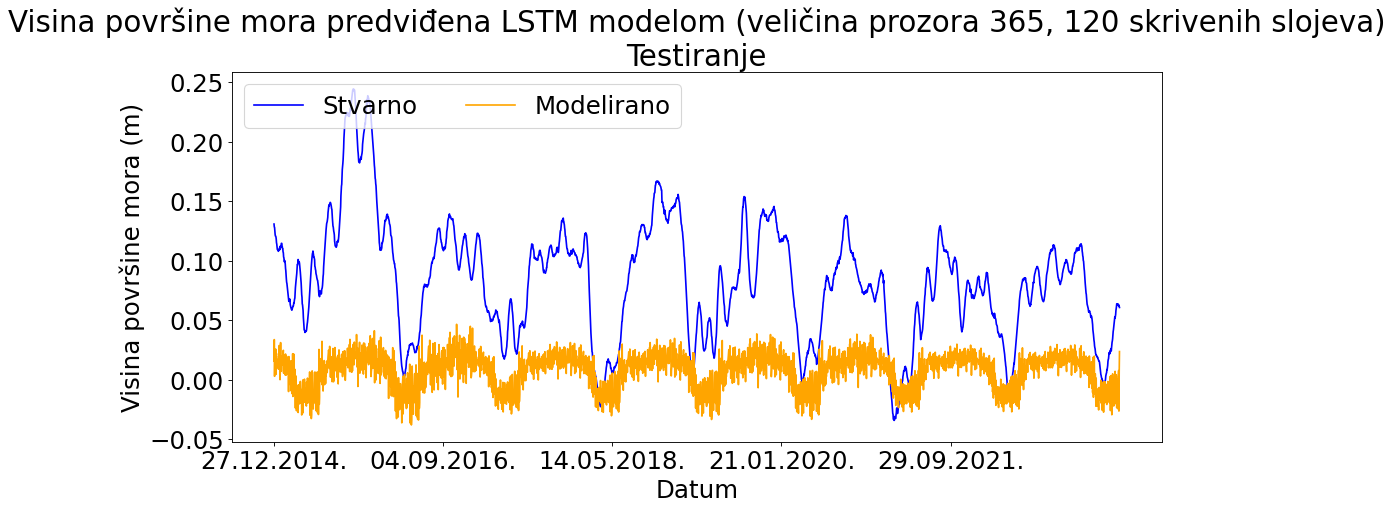 Visina površine mora predviđena LSTM modelom (veličina prozora 365, 120 skrivenih slojeva)
Testiranje
Stvarno Modelirano
Visina površine mora (m)
0.25
0.20
0.15
0.10
0.05
0.00
−0.05
27.12.2014. 04.09.2016. 14.05.2018. 21.01.2020. 29.09.2021.
Datum